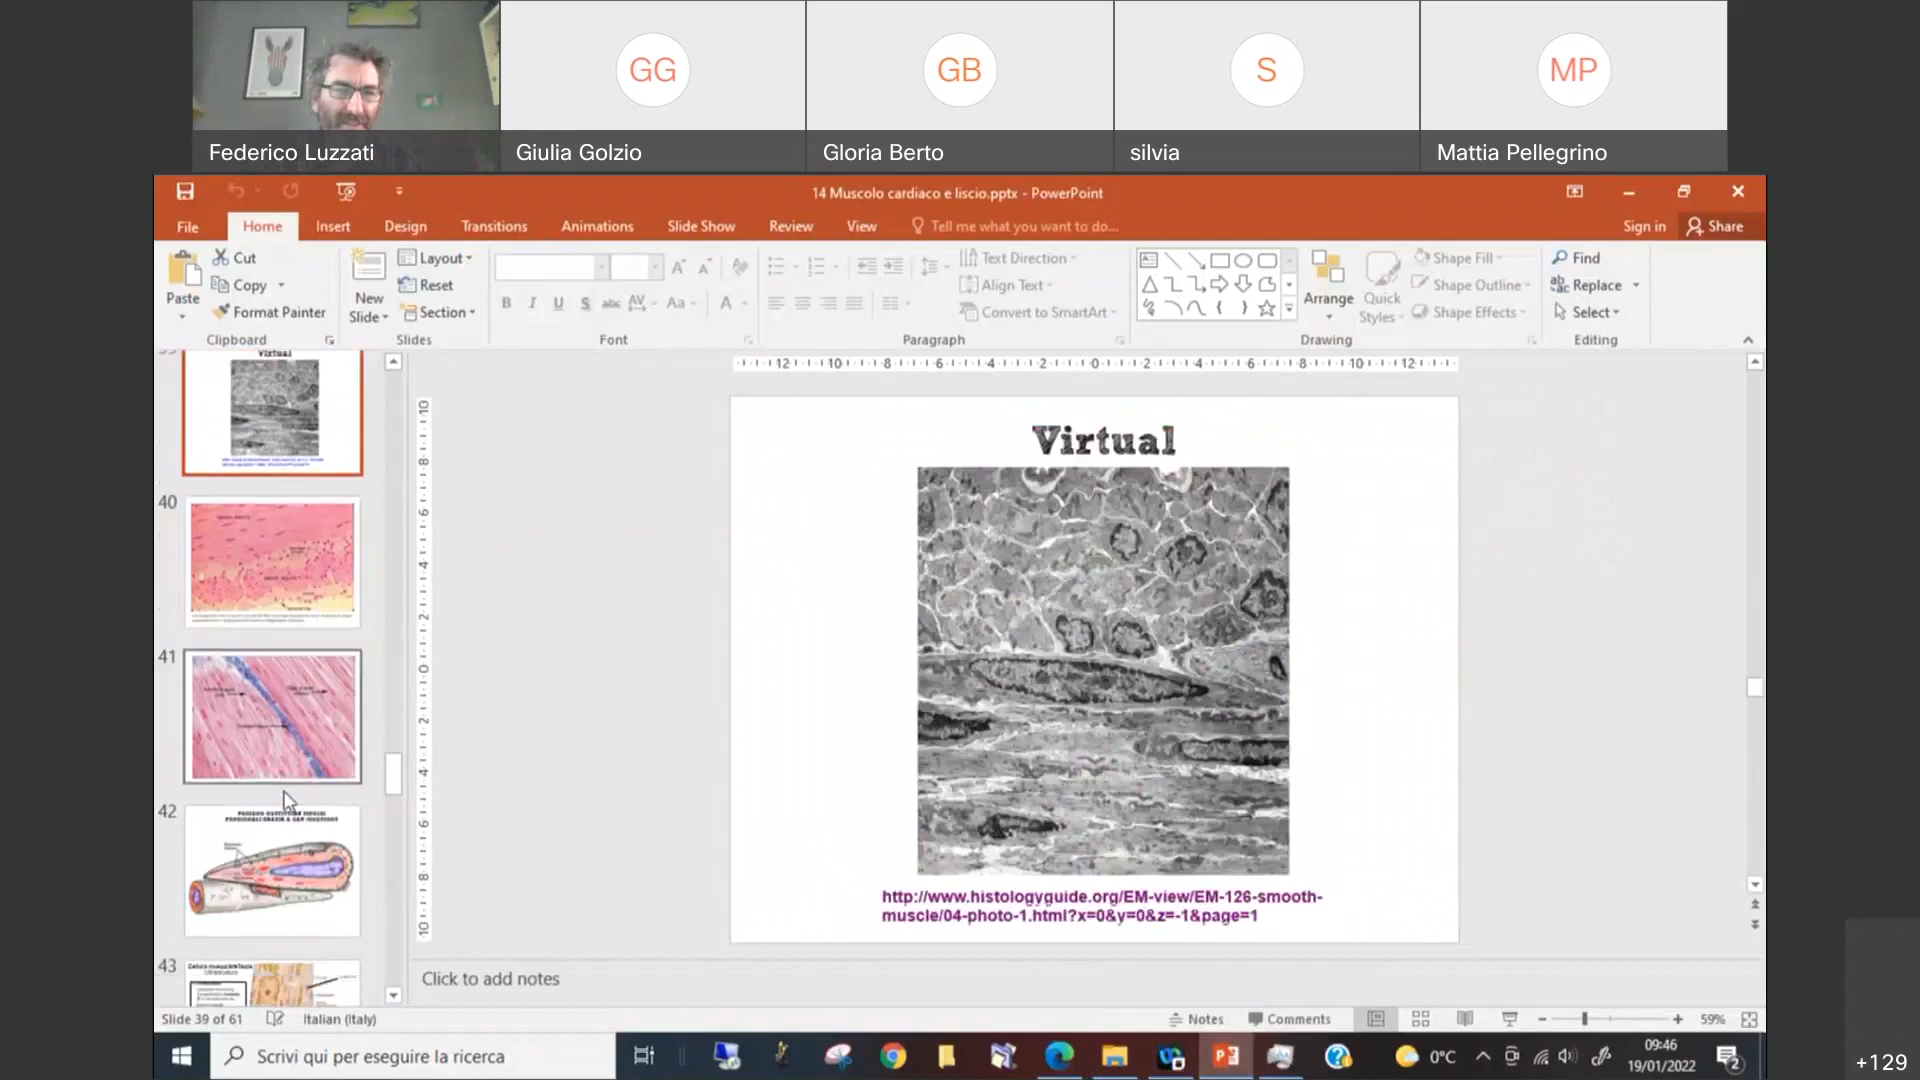 GG
GB
S
MP
Federico Luzzati
Giulia Golzio
Gloria Berto
silvia
Mattia Pellegrino
14 Muscolo cardiaco e liscio.pptx - PowerPoint
File
Home
Insert
Design
Transitions
Animations
Slide Show
Review
View
Tell me what you want to do...
Sign in
Share
Paste
Cut
Copy
Format Painter
Clipboard
New Slide
Layout
Reset
Section
Slides
Font
Text Direction
Align Text
Convert to SmartArt
Paragraph
Arrange
Quick Styles
Shape Fill
Shape Outline
Shape Effects
Drawing
Find
Replace
Select
Editing
Virtual
40
41
42
43
Virtual
http://www.histologyguide.org/EM-view/EM-126-smooth-
muscle/04-photo-1.html?x=0&y=0&z=-1&page=1
Click to add notes
Slide 39 of 61
Italian (Italy)
Notes
Comments
59%
Scrivi qui per eseguire la ricerca
0°C
09:46
19/01/2022
2
+129